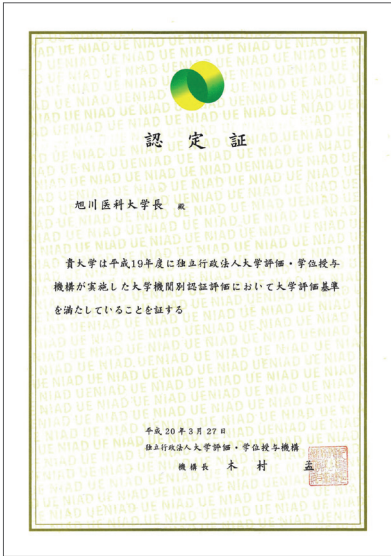 認定証
旭川医科大学長 殿
貴大学は平成19年度に独立行政法人大学評価・学位授与
機構が実施した大学機関別認証評価において大学評価基準
を満たしていることを証する
平成20年3月27日
独立行政法人大学評価・学位授与機構
機構長 木村 孟